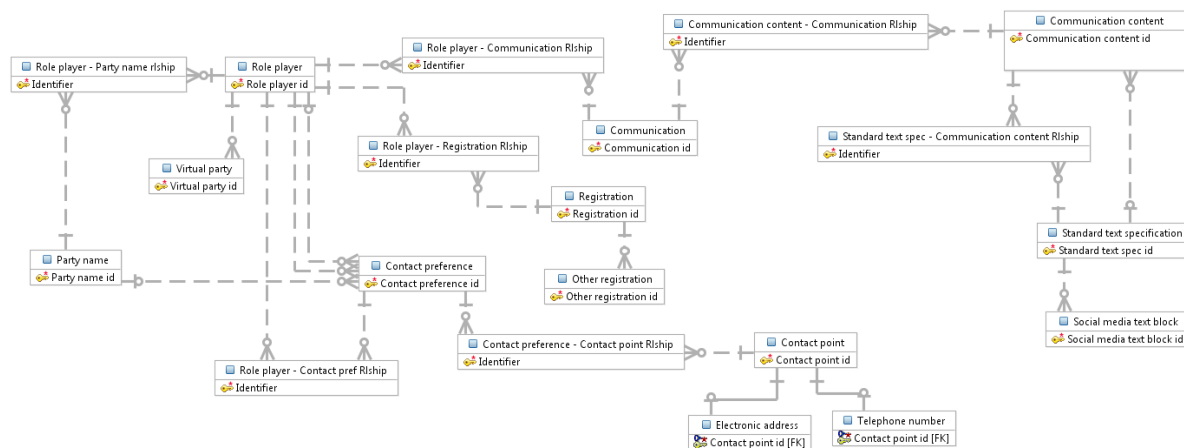 Role player - Party name rlship
Identifier
Role player
Role player id
Role player - Communication Rlship
Identifier
Communication content - Communication Rlship
Identifier
Communication content
Communication content id
Virtual party
Virtual party id
Role player - Registration Rlship
Identifier
Communication
Communication id
Standard text spec - Communication content Rlship
Identifier
Registration
Registration id
Party name
Party name id
Contact preference
Contact preference id
Other registration
Other registration id
Standard text specification
Standard text spec id
Role player - Contact pref Rlship
Identifier
Contact preference - Contact point Rlship
Identifier
Contact point
Contact point id
Social media text block
Social media text block id
Electronic address
Contact point id [FK]
Telephone number
Contact point id [FK]